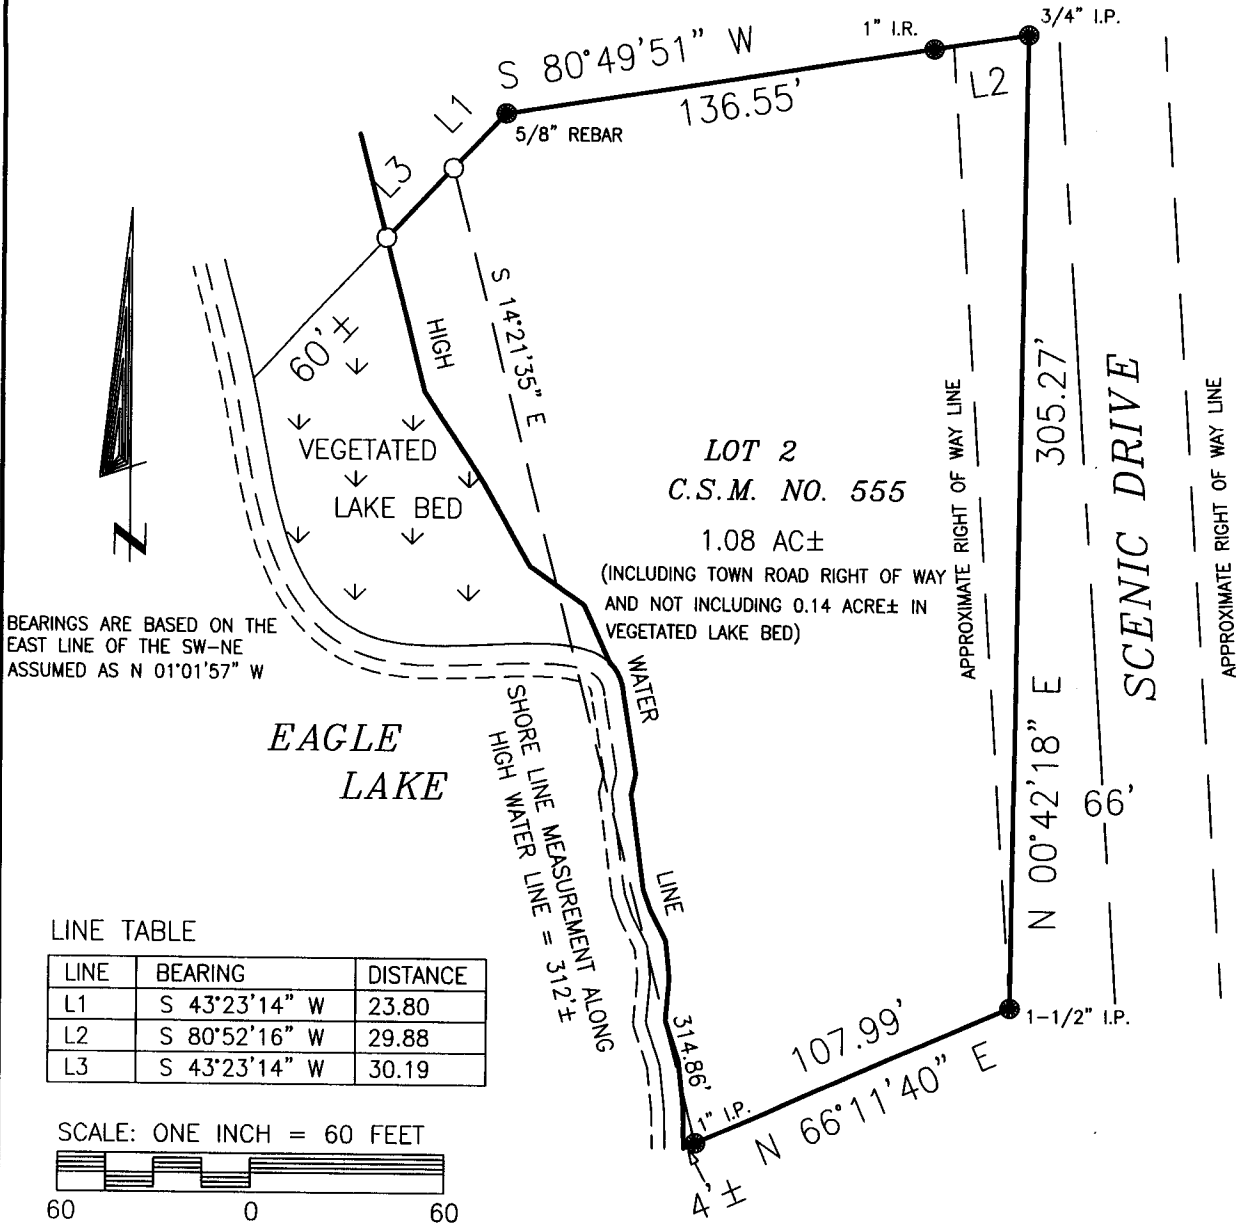 3/4" I.P.
1" I.R.
S 80°49'51" W
L2
136.55'
L1
5/8" REBAR
L3
S 14°21'35" E
HIGH
60'±
VEGETATED
LAKE BED
LOT 2
C.S.M. NO. 555
1.08 AC±
(INCLUDING TOWN ROAD RIGHT OF WAY
AND NOT INCLUDING 0.14 ACRE± IN
VEGETATED LAKE BED)
APPROXIMATE RIGHT OF WAY LINE
305.27'
N 00°42'18" E
SCENIC DRIVE
66'
APPROXIMATE RIGHT OF WAY LINE
N
BEARINGS ARE BASED ON THE
EAST LINE OF THE SW-NE
ASSUMED AS N 01°01'57" W
WATER
EAGLE
LAKE
SHORE LINE MEASUREMENT ALONG
HIGH WATER LINE = 312'±
LINE
314.86'
1" I.P.
107.99'
N 66°11'40" E
1-1/2" I.P.
4'±
LINE TABLE
LINE BEARING DISTANCE
L1 S 43°23'14" W 23.80
L2 S 80°52'16" W 29.88
L3 S 43°23'14" W 30.19
SCALE: ONE INCH = 60 FEET
60 0 60